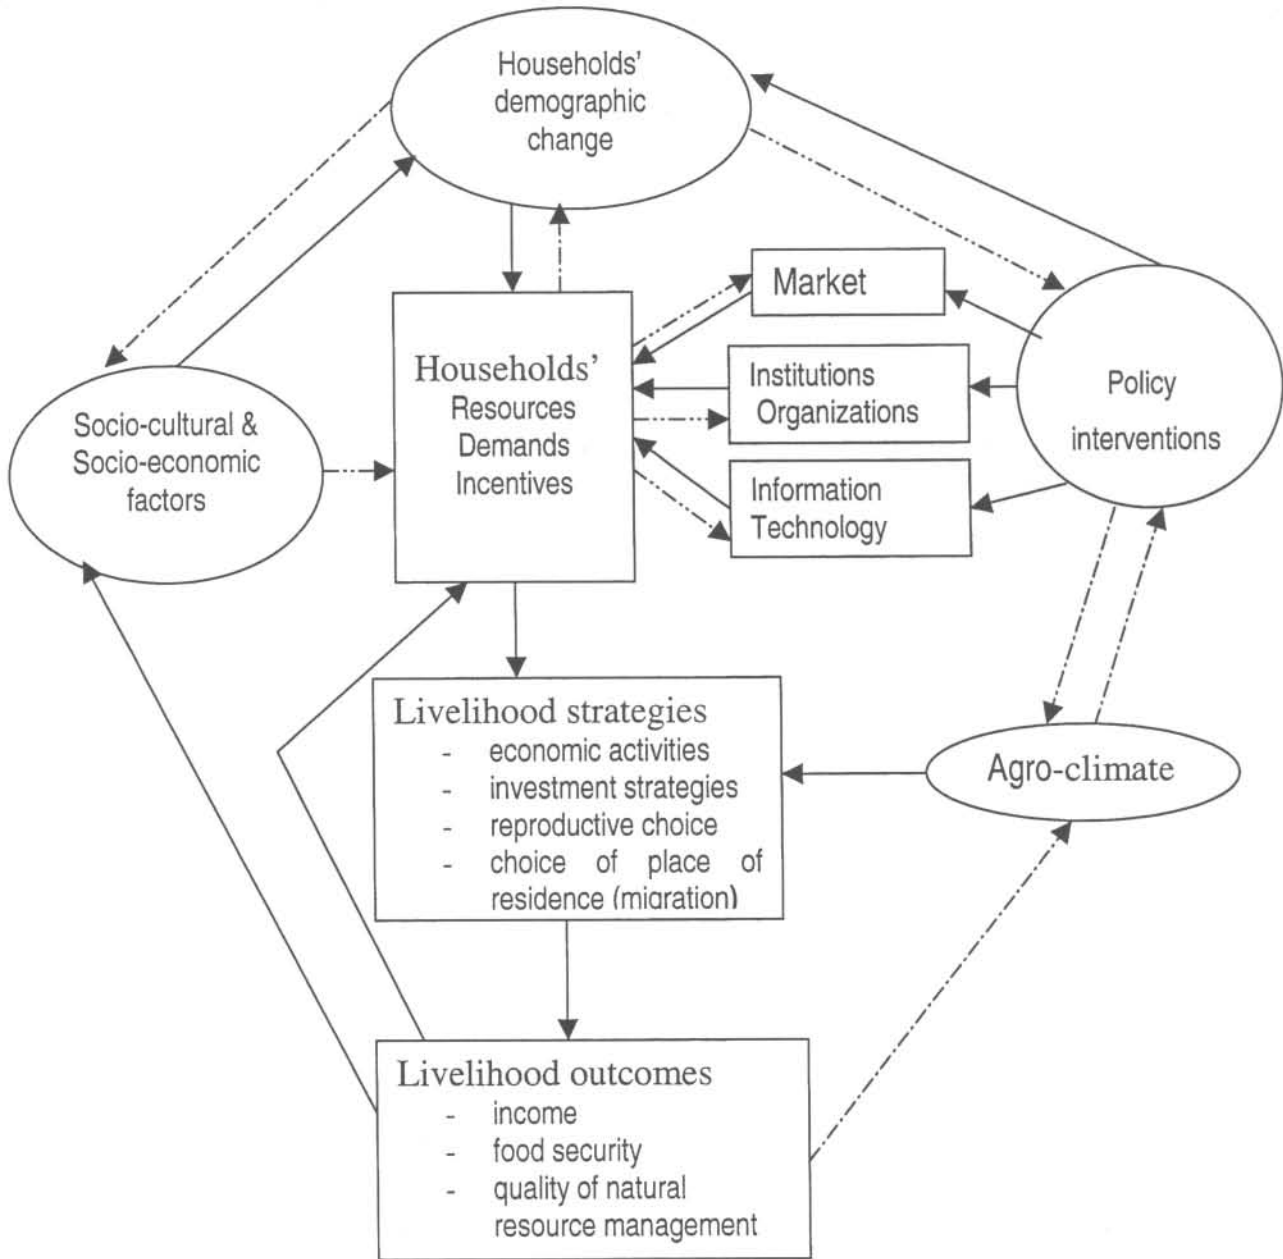 Households'
demographic
change
Market
Households'
Resources
Demands
Incentives
Institutions
Organizations
Policy
interventions
Socio-cultural &
Socio-economic
factors
Information
Technology
Livelihood strategies
- economic activities
- investment strategies
- reproductive choice
- choice of place of
residence (migration)
Agro-climate
Livelihood outcomes
- income
- food security
- quality of natural
resource management